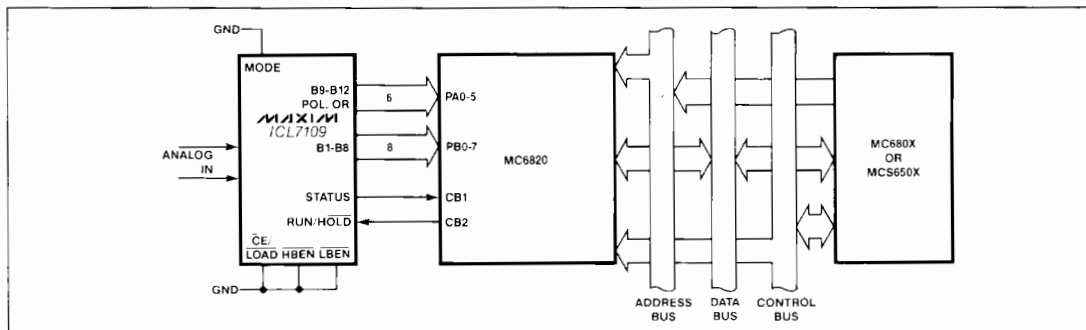 GND
MODE
B9-B12
POL. OR
6
PA0-5
MAXIM
ICL7109
B1-B8
8
PB0-7
ANALOG
IN
MC6820
MC680X
OR
MCS650X
STATUS
CB1
RUN/HOLD
CB2
CE/
LOAD HBEN LBEN
GND
ADDRESS
BUS
DATA
BUS
CONTROL
BUS